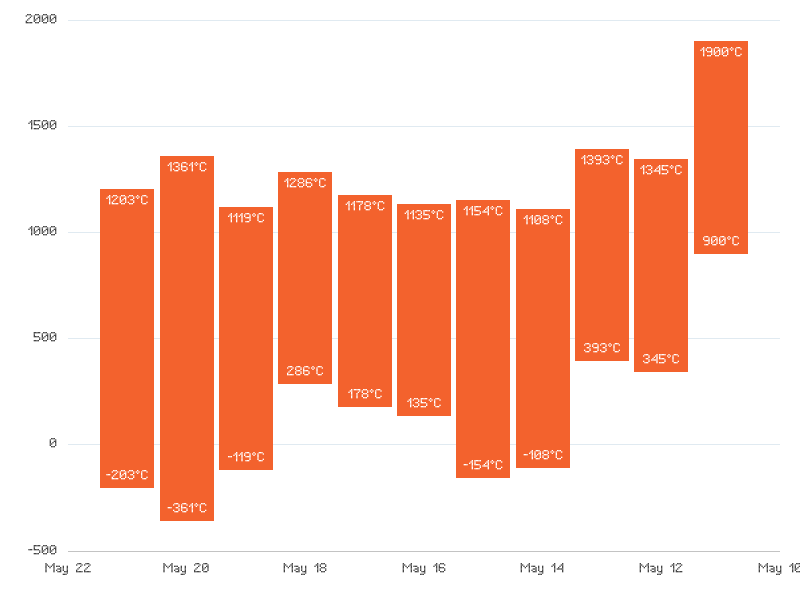 2000
1500
1000
500
0
-500
1203°C
1361°C
1119°C
1286°C
1178°C
1135°C
1154°C
1108°C
1393°C
1345°C
1900°C
-203°C
-361°C
-119°C
286°C
178°C
135°C
-154°C
-108°C
393°C
345°C
900°C
May 22
May 20
May 18
May 16
May 14
May 12
May 10